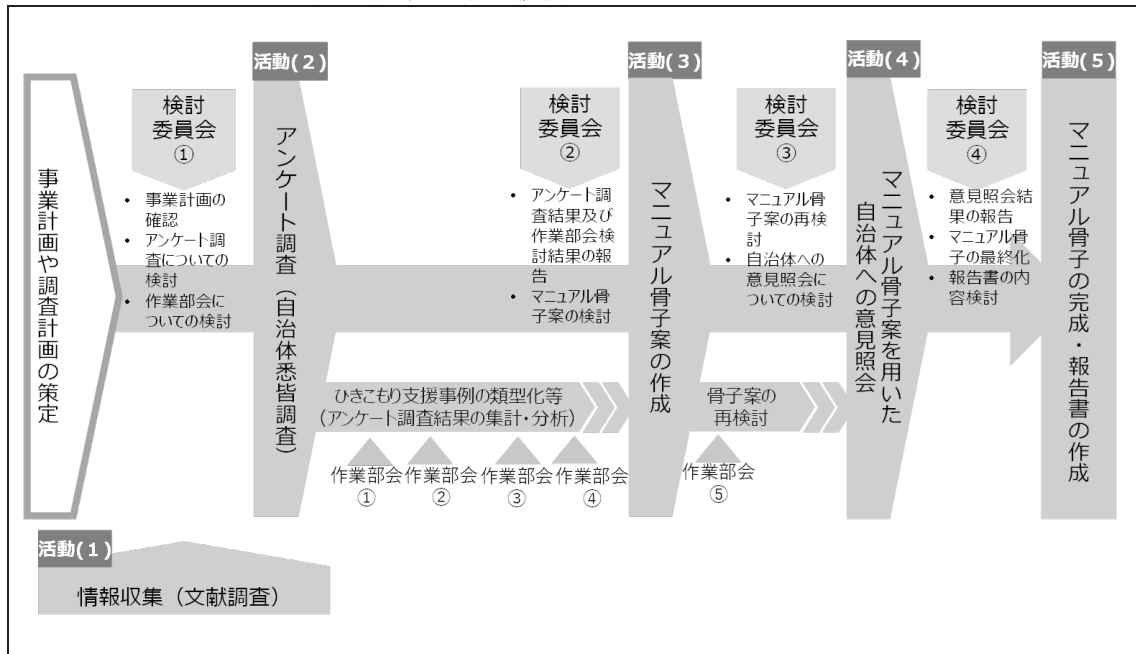 事業計画や調査計画の策定
検討
委員会
①
• 事業計画の
確認
• アンケート調
査についての
検討
• 作業部会に
ついての検討
活動(2)
アンケート調査（自治体悉皆調査）
検討
委員会
②
• アンケート調
査結果及び
作業部会検
討結果の報
告
• マニュアル骨
子案の検討
ひきこもり支援事例の類型化等
（アンケート調査結果の集計・分析）
作業部会
①
作業部会
②
作業部会
③
作業部会
④
活動(3)
マニュアル骨子案の作成
検討
委員会
③
• マニュアル骨
子案の再検
討
• 自治体への
意見照会に
ついての検討
骨子案の
再検討
作業部会
⑤
活動(4)
マニュアル骨子案を用いた
自治体への意見照会
検討
委員会
④
• 意見照会結
果の報告
• マニュアル骨
子の最終化
• 報告書の内
容検討
活動(5)
マニュアル骨子の完成・報告書の作成
活動(1)
情報収集（文献調査）